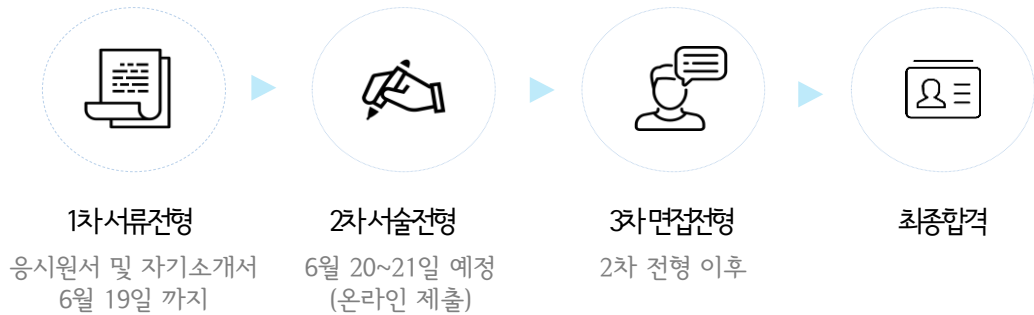 1차 서류전형
응시원서 및 자기소개서
6월 19일 까지
2차 서술전형
6월 20~21일 예정
(온라인 제출)
3차 면접전형
2차 전형 이후
최종합격